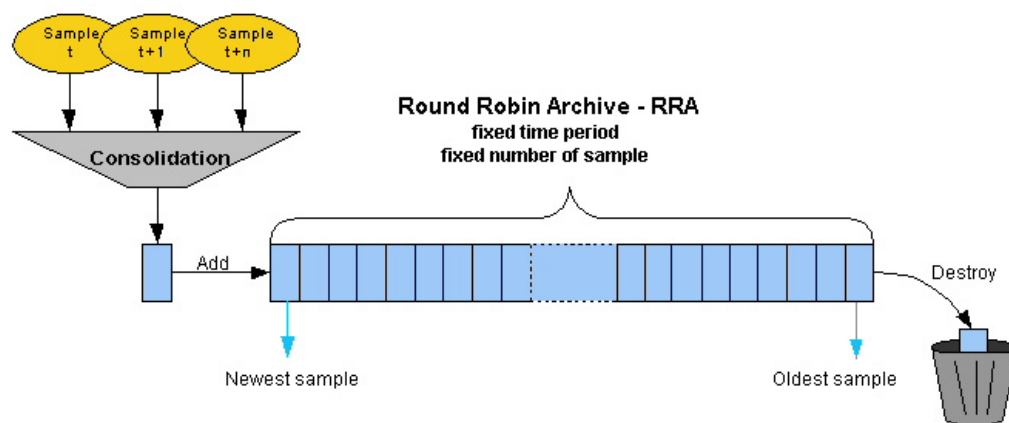 Sample
t
Sample
t+1
Sample
t+n
Round Robin Archive - RRA
fixed time period
fixed number of sample
Consolidation
Add
Destroy
Newest sample
Oldest sample